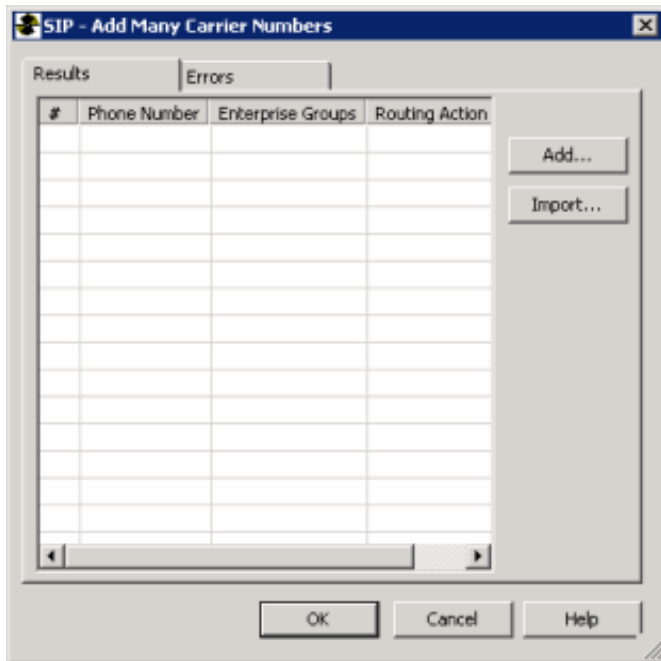 SIP - Add Many Carrier Numbers
Results Errors
# Phone Number Enterprise Groups Routing Action
Add...
Import...
OK Cancel Help